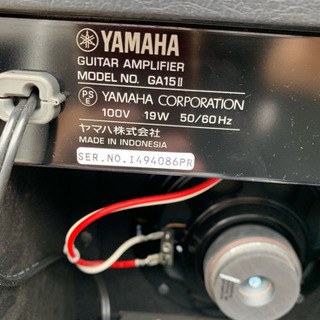 YAMAHA
GUITAR AMPLIFIER
MODEL NO. GA15II
PS E YAMAHA CORPORATION
100V 19W 50/60Hz
ヤマハ株式会社
MADE IN INDONESIA
SER.NO.I494086PR